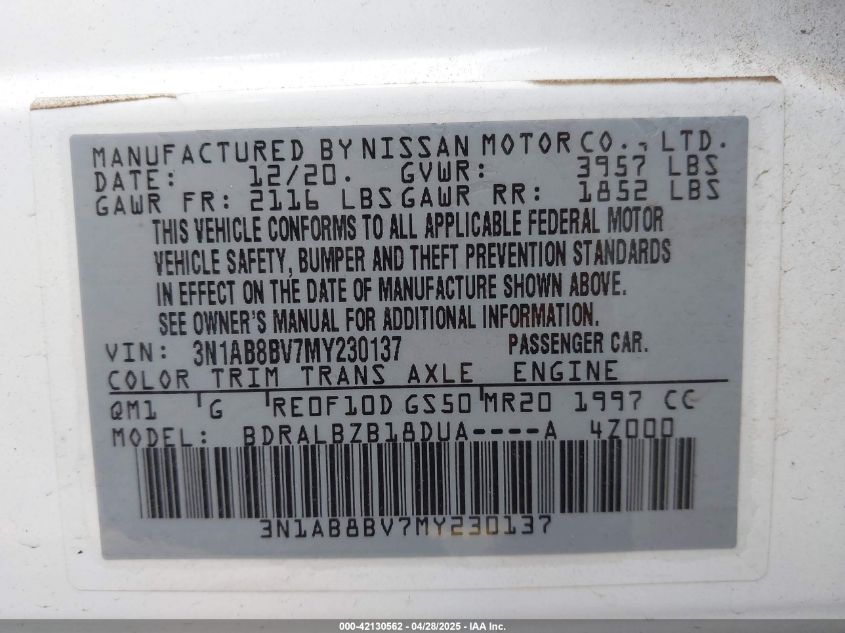 MANUFACTURED BY NISSAN MOTOR CO., LTD.
DATE: 12/20. GVWR: 3957 LBS
GAWR FR: 2116 LBS GAWR RR: 1852 LBS
THIS VEHICLE CONFORMS TO ALL APPLICABLE FEDERAL MOTOR
VEHICLE SAFETY, BUMPER AND THEFT PREVENTION STANDARDS
IN EFFECT ON THE DATE OF MANUFACTURE SHOWN ABOVE.
SEE OWNER'S MANUAL FOR ADDITIONAL INFORMATION.
VIN: 3N1AB8BV7MY230137 PASSENGER CAR.
COLOR TRIM TRANS AXLE ENGINE
QM1 G RE0F10D GS50 MR20 1997 CC
MODEL: BDRALBZB18DUA----A 4Z000
3N1AB8BV7MY230137
000-42130562 - 04/28/2025 - IAA Inc.